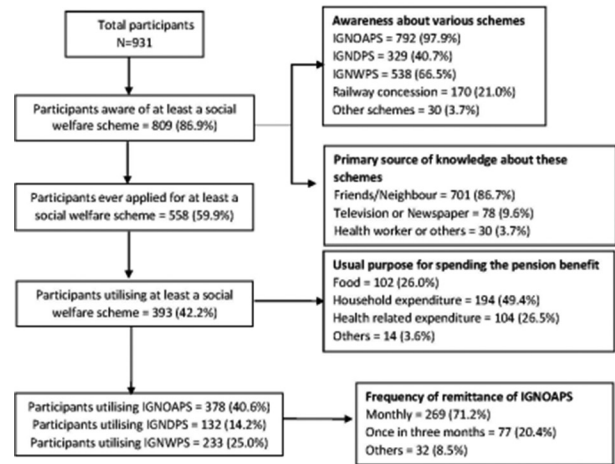 Total participants
N=931
Participants aware of at least a social
welfare scheme = 809 (86.9%)
Participants ever applied for at least a
social welfare scheme = 558 (59.9%)
Participants utilising at least a social
welfare scheme = 393 (42.2%)
Participants utilising IGNOAPS = 378 (40.6%)
Participants utilising IGNDPS = 132 (14.2%)
Participants utilising IGNWPS = 233 (25.0%)
Awareness about various schemes
IGNOAPS = 792 (97.9%)
IGNDPS = 329 (40.7%)
IGNWPS = 538 (66.5%)
Railway concession = 170 (21.0%)
Other schemes = 30 (3.7%)
Primary source of knowledge about these
schemes
Friends/Neighbour = 701 (86.7%)
Television or Newspaper = 78 (9.6%)
Health worker or others = 30 (3.7%)
Usual purpose for spending the pension benefit
Food = 102 (26.0%)
Household expenditure = 194 (49.4%)
Health related expenditure = 104 (26.5%)
Others = 14 (3.6%)
Frequency of remittance of IGNOAPS
Monthly = 269 (71.2%)
Once in three months = 77 (20.4%)
Others = 32 (8.5%)